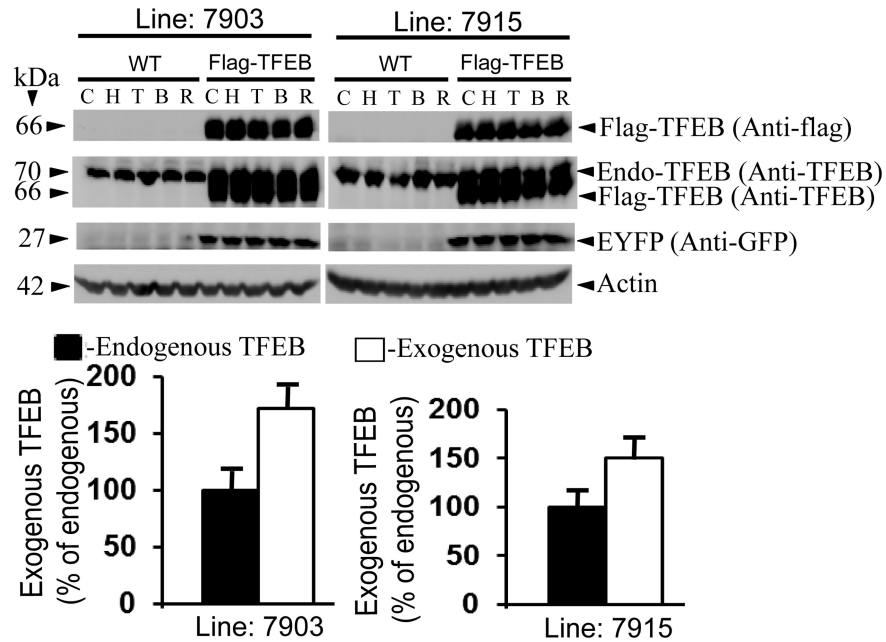 Line: 7903 Line: 7915
WT Flag-TFEB WT Flag-TFEB
kDa
C H T B R C H T B R C H T B R C H T B R
66 Flag-TFEB (Anti-flag)
70 Endo-TFEB (Anti-TFEB)
66 Flag-TFEB (Anti-TFEB)
27 EYFP (Anti-GFP)
42 Actin
-Endogenous TFEB -Exogenous TFEB
Exogenous TFEB
(% of endogenous)
200
150
100
50
0
Line: 7903
Exogenous TFEB
(% of endogenous)
200
150
100
50
0
Line: 7915